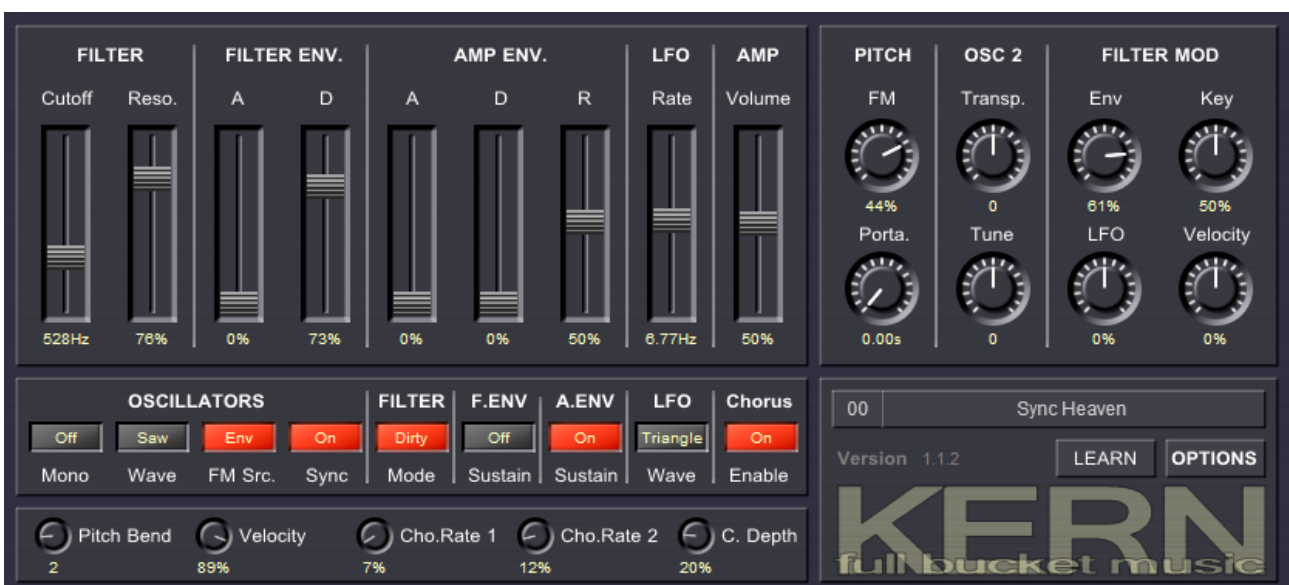 FILTER FILTER ENV. AMP ENV. LFO AMP
Cutoff Reso. A D A D R Rate Volume
528Hz 76% 0% 73% 0% 0% 50% 6.77Hz 50%
PITCH OSC 2 FILTER MOD
FM Transp. Env Key
44% 0 61% 50%
Porta. Tune LFO Velocity
0.00s 0 0% 0%
OSCILLATORS FILTER F.ENV A.ENV LFO Chorus
Off Saw Env On Dirty Off On Triangle On
Mono Wave FM Src. Sync Mode Sustain Sustain Wave Enable
00 Sync Heaven
Version 1.1.2 LEARN OPTIONS
KERN
full bucket music
Pitch Bend Velocity Cho.Rate 1 Cho.Rate 2 C. Depth
2 89% 7% 12% 20%